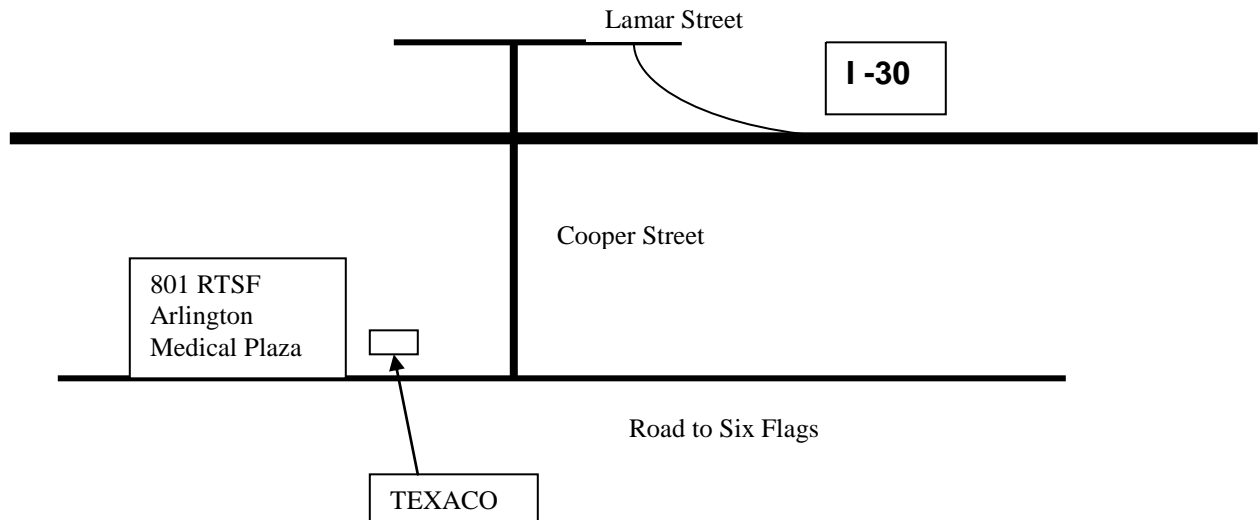 Lamar Street
I -30
Cooper Street
801 RTSF
Arlington
Medical Plaza
Road to Six Flags
TEXACO